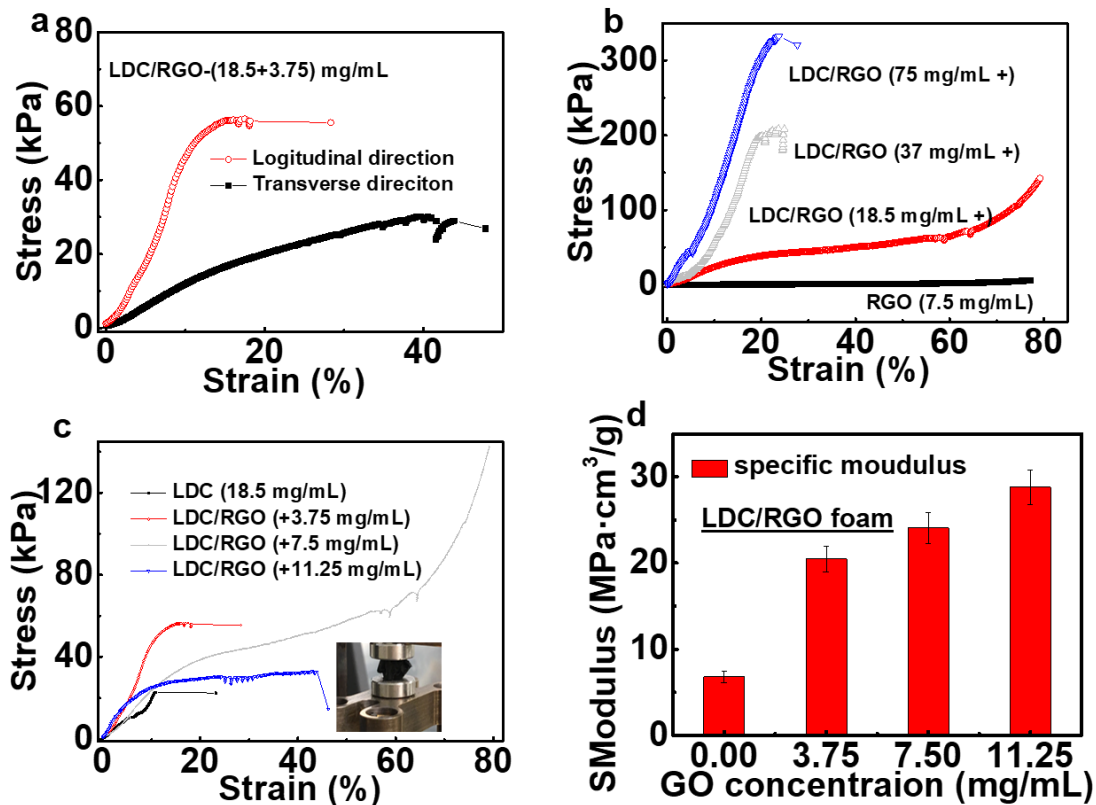 a
80
60
40
20
0
Stress (kPa)
LDC/RGO-(18.5+3.75) mg/mL
Logitudinal direction
Transverse direciton
0 20 40
Strain (%)
b
300
200
100
0
Stress (kPa)
LDC/RGO (75 mg/mL +)
LDC/RGO (37 mg/mL +)
LDC/RGO (18.5 mg/mL +)
RGO (7.5 mg/mL)
0 20 40 60 80
Strain (%)
c
120
80
40
0
Stress (kPa)
LDC (18.5 mg/mL)
LDC/RGO (+3.75 mg/mL)
LDC/RGO (+7.5 mg/mL)
LDC/RGO (+11.25 mg/mL)
0 20 40 60 80
Strain (%)
d
30
20
10
0
SModulus (MPa·cm³/g)
specific moudulus
LDC/RGO foam
0.00 3.75 7.50 11.25
GO concentraion (mg/mL)